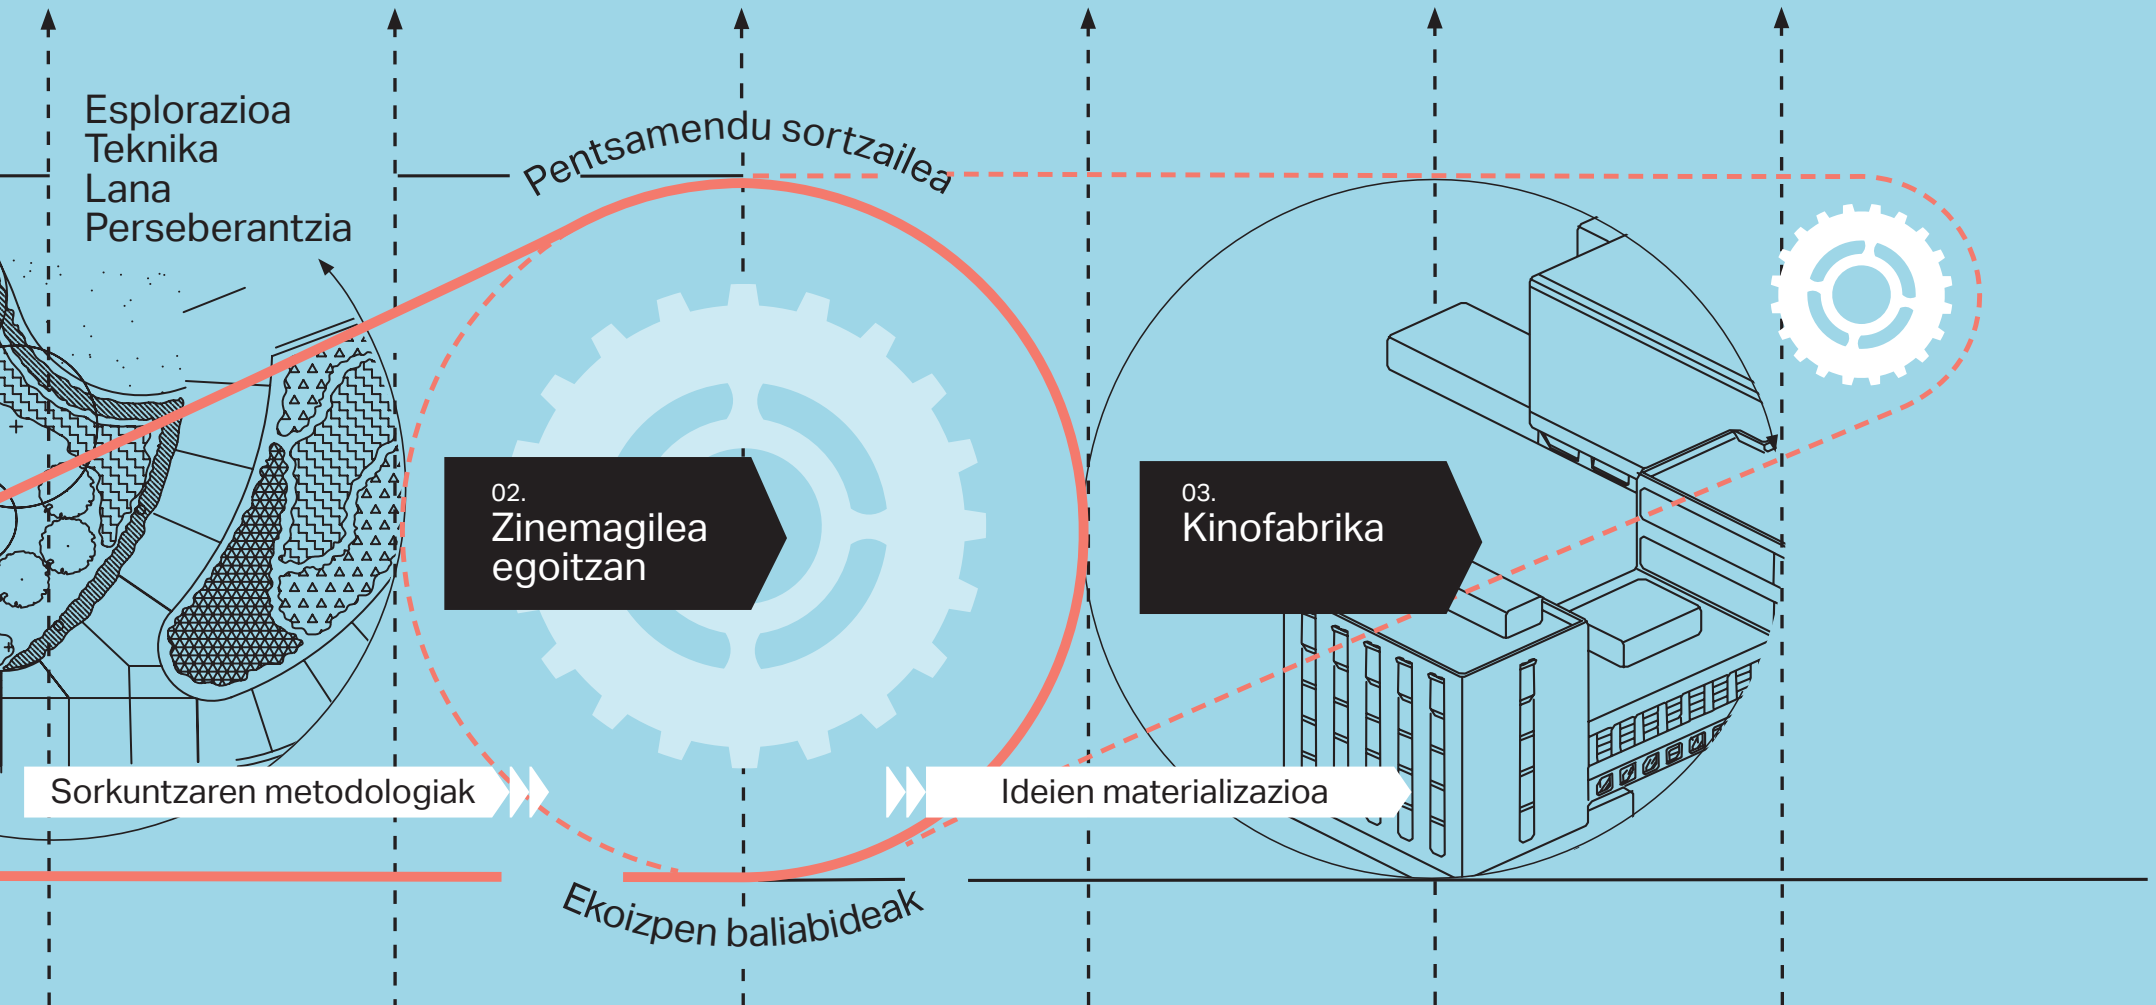 Esplorazioa
Teknika
Lana
Perseberantzia
Pentsamendu sortzailea
02.
Zinemagilea
egoitzan
03.
Kinofabrika
Sorkuntzaren metodologiak
Ideien materializazioa
Ekoizpen baliabideak